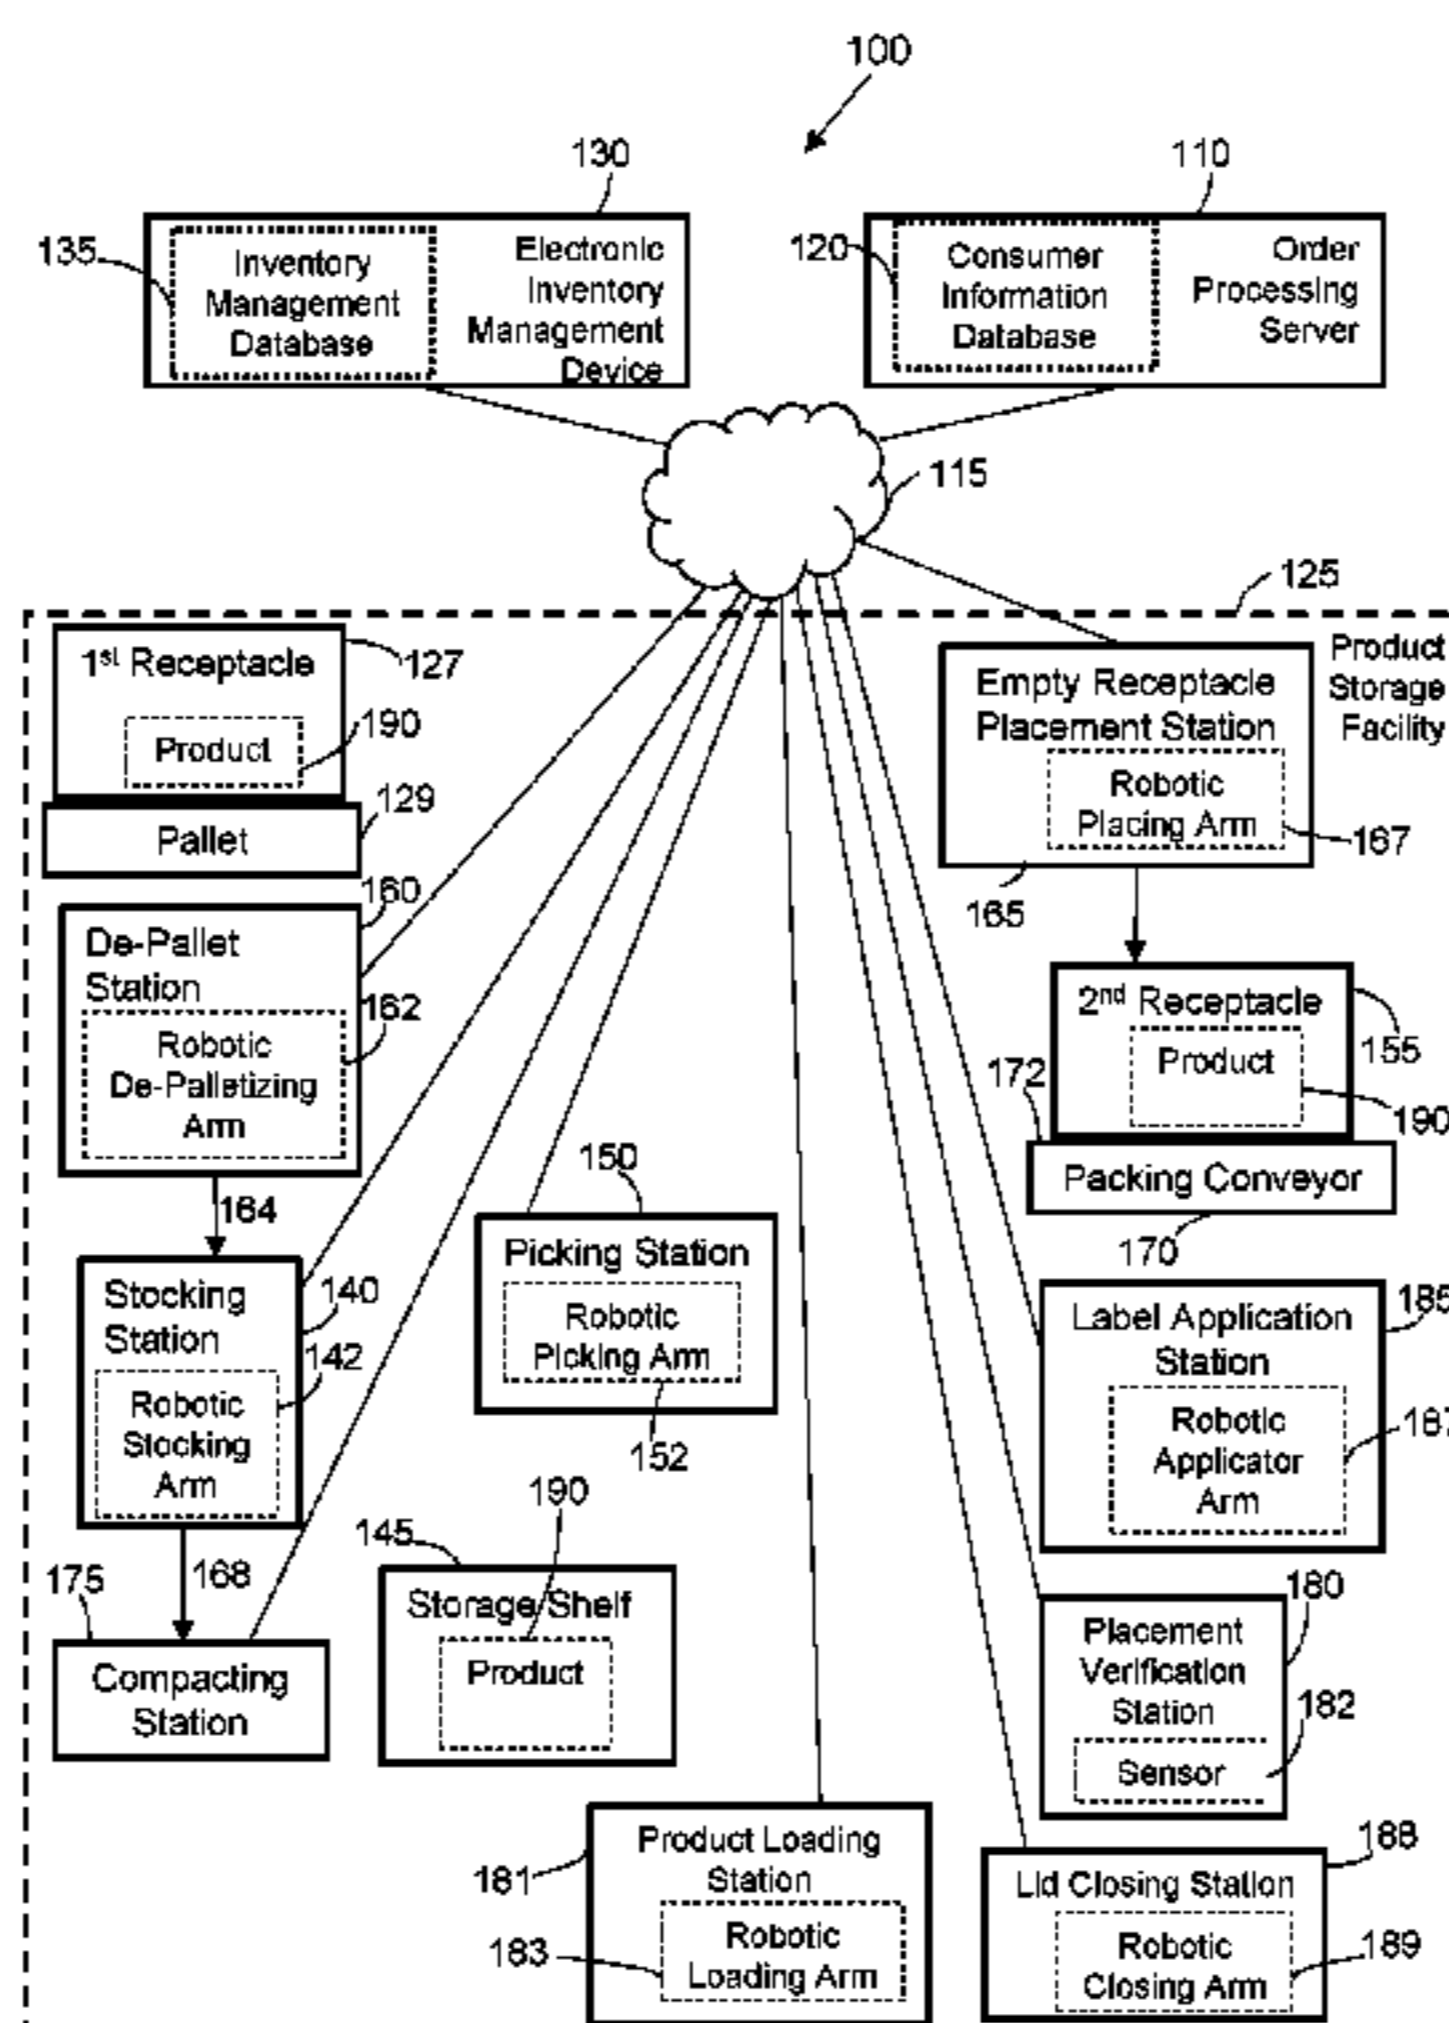 100
130
110
135
Inventory
Management
Database
Electronic
Inventory
Management
Device
120
Consumer
Information
Database
Order
Processing
Server
115
125
1st Receptacle
127
Product
190
129
Pallet
Empty Receptacle
Placement Station
Robotic
Placing Arm
167
165
Product
Storage
Facility
160
De-Pallet
Station
162
Robotic
De-Palletizing
Arm
164
2nd Receptacle
155
Product
190
172
Packing Conveyor
170
150
Picking Station
Robotic
Picking Arm
152
Stocking
Station
140
142
Robotic
Stocking
Arm
168
185
Label Application
Station
Robotic
Applicator
Arm
187
190
145
Storage Shelf
Product
175
Compacting
Station
180
Placement
Verification
Station
182
Sensor
Product Loading
Station
181
Robotic
Loading Arm
183
188
Lid Closing Station
Robotic
Closing Arm
189